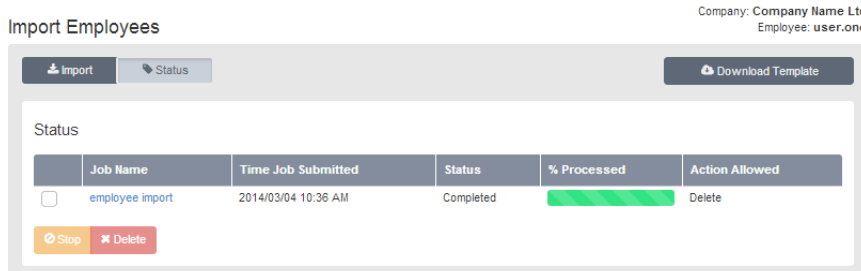 Company: Company Name Ltd
Import Employees
Employee: user.one
Import
Status
Download Template
Status
Job Name Time Job Submitted Status % Processed Action Allowed
employee import 2014/03/04 10:36 AM Completed Delete
Stop Delete